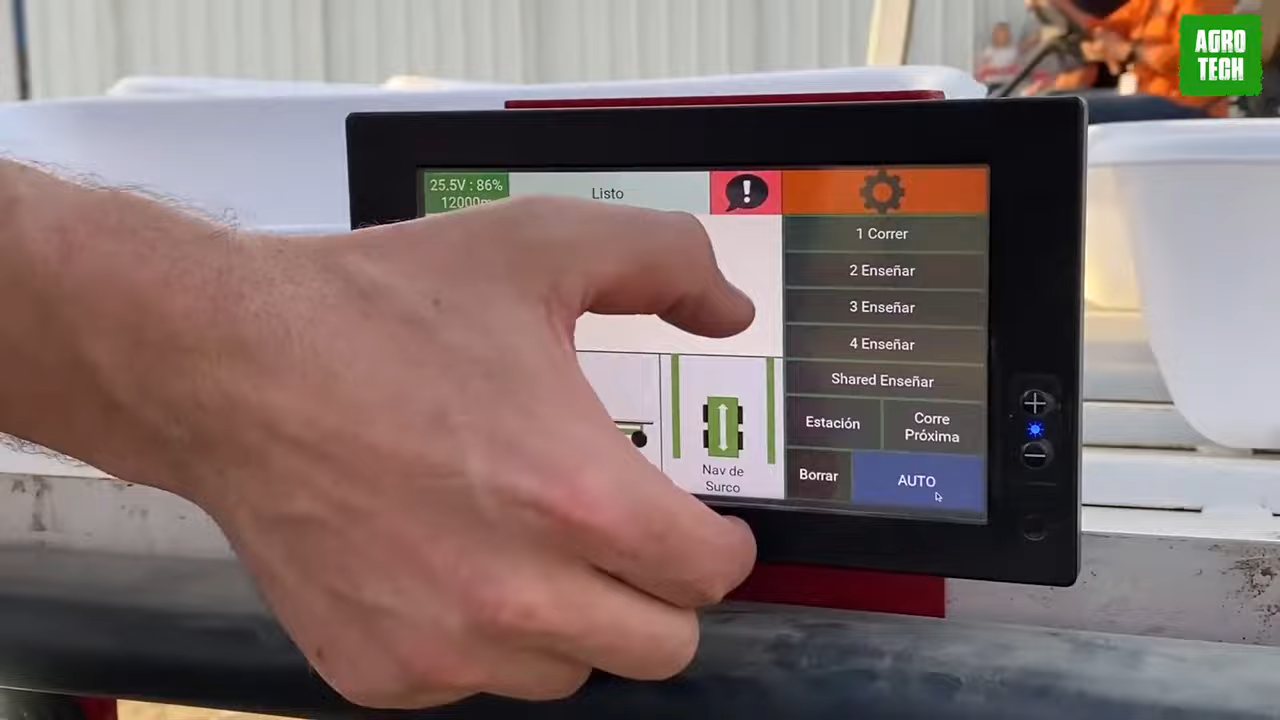 AGRO
TECH
25.5V : 86%
Listo
1 Correr
2 Enseñar
3 Enseñar
4 Enseñar
Shared Enseñar
Estación
Corre
Próxima
Nav de
Surco
Borrar
AUTO